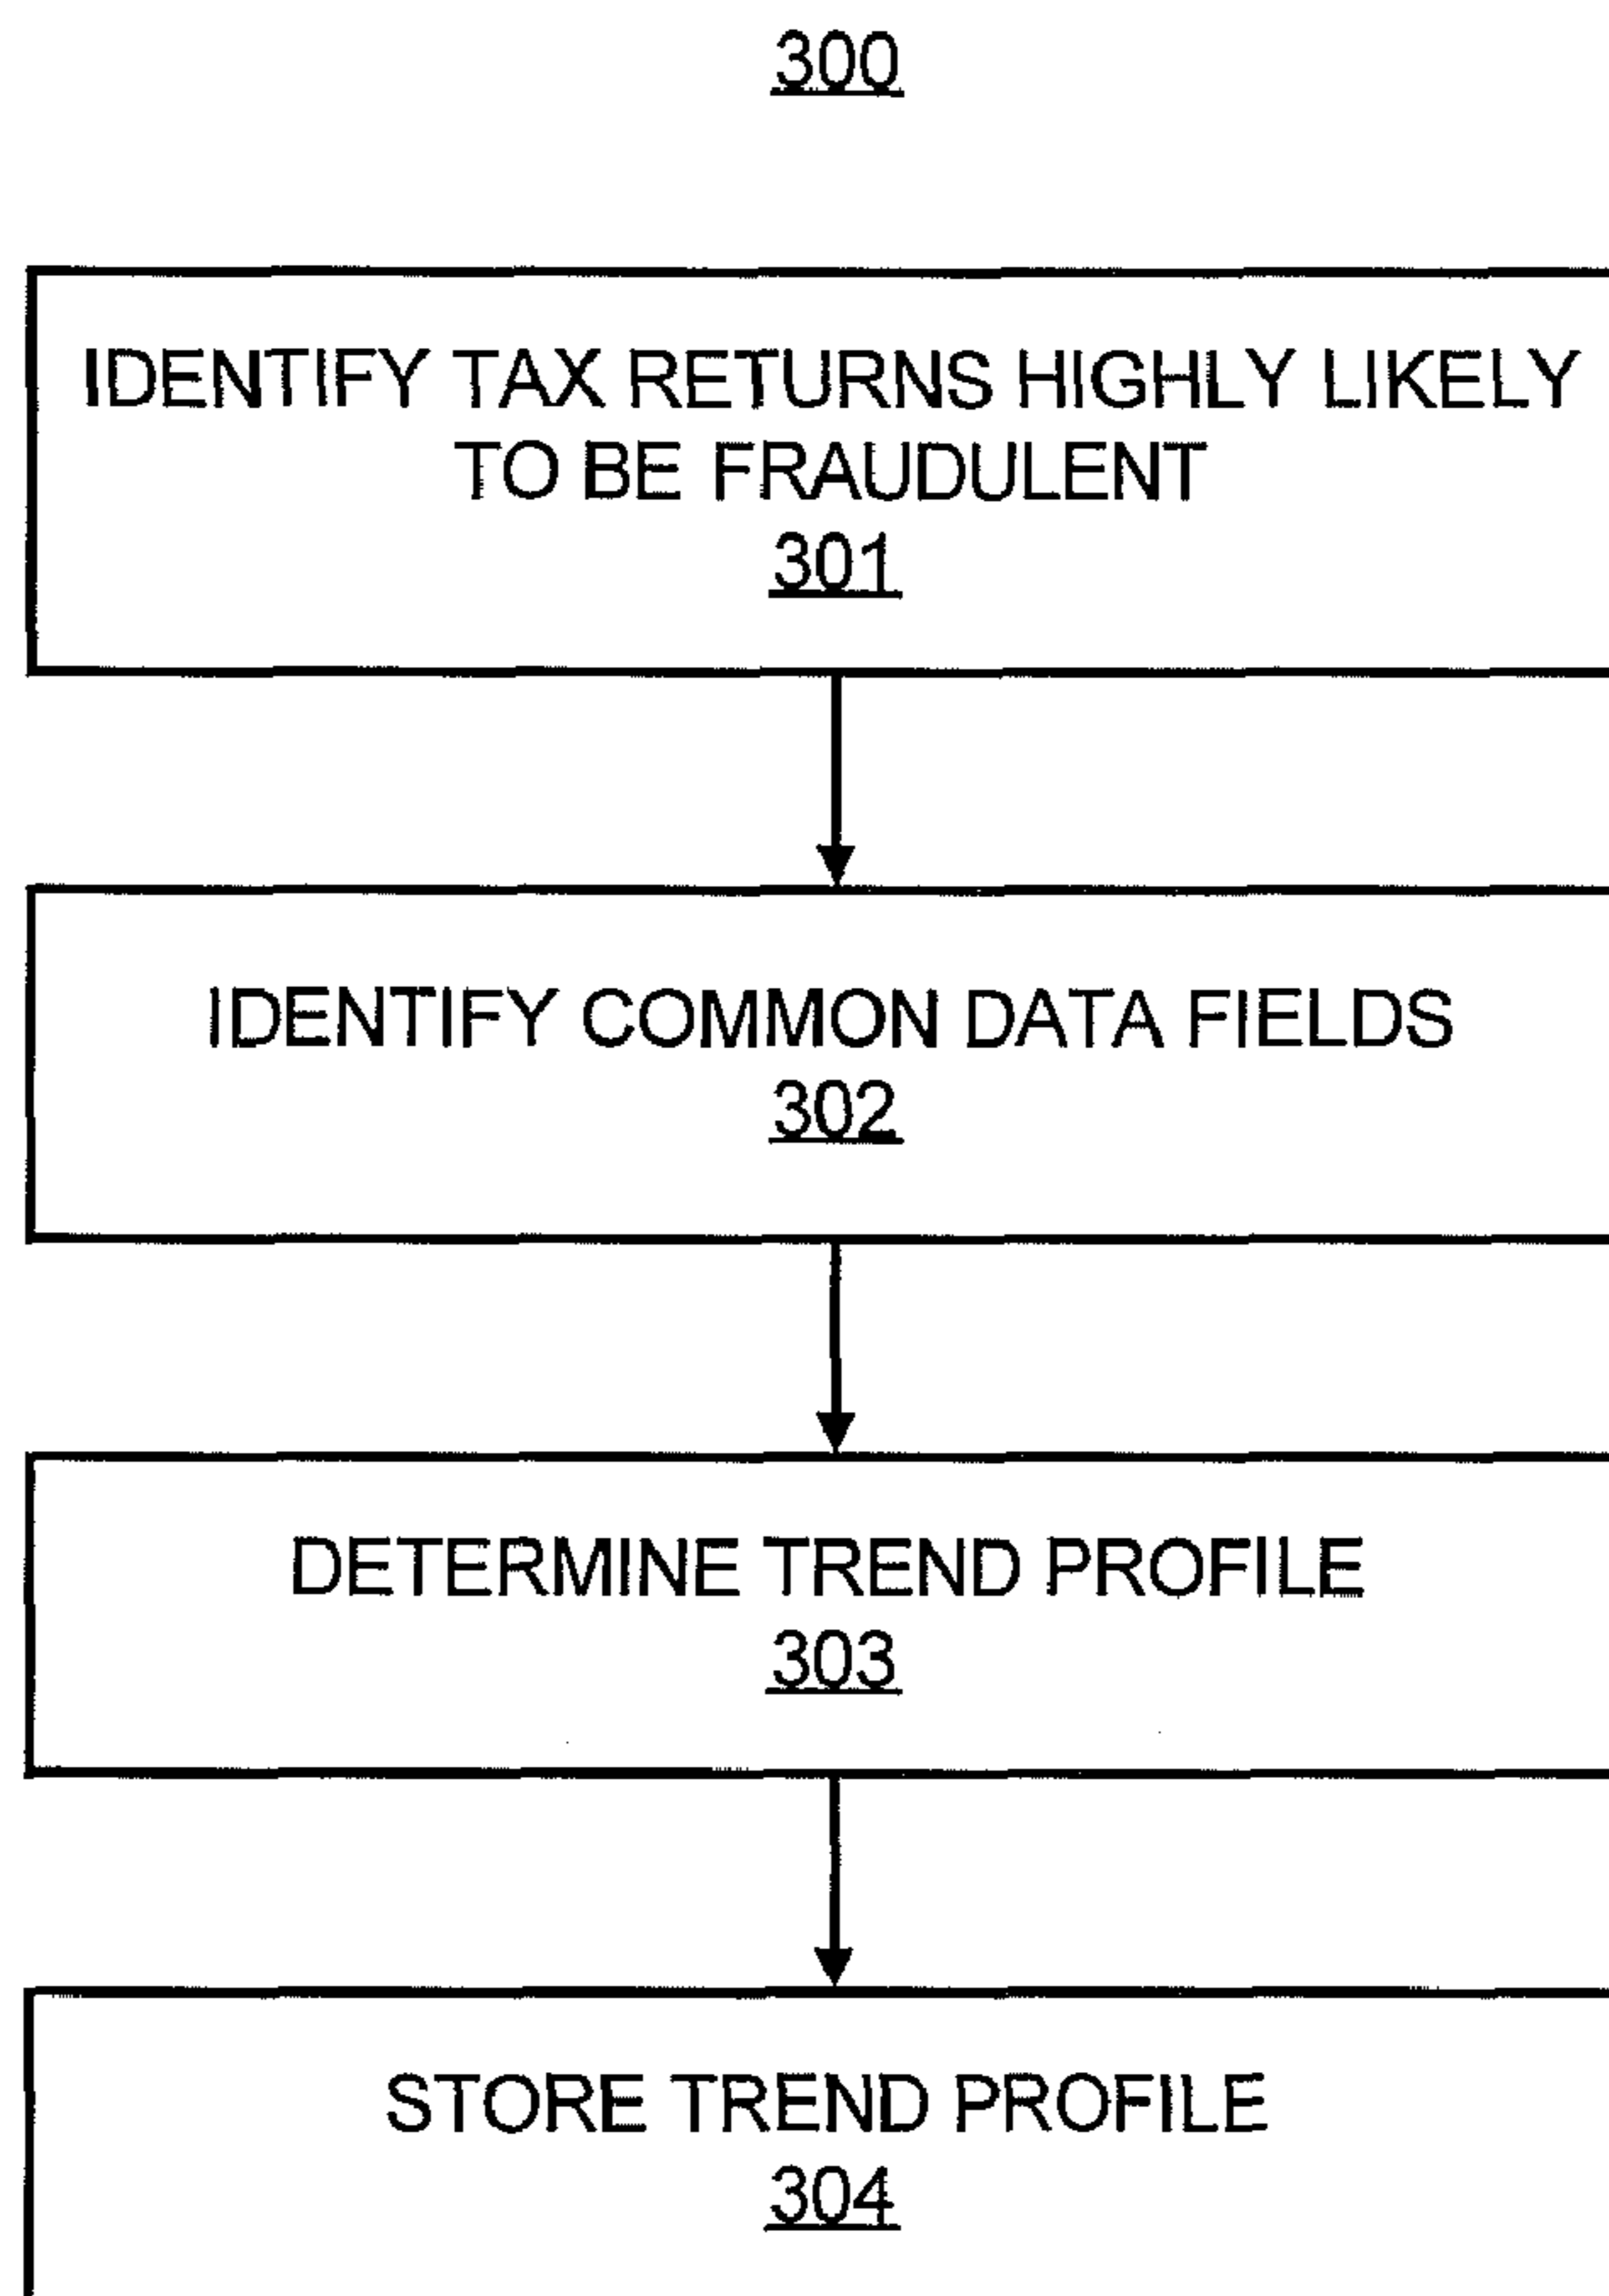 300
IDENTIFY TAX RETURNS HIGHLY LIKELY
TO BE FRAUDULENT
301
IDENTIFY COMMON DATA FIELDS
302
DETERMINE TREND PROFILE
303
STORE TREND PROFILE
304